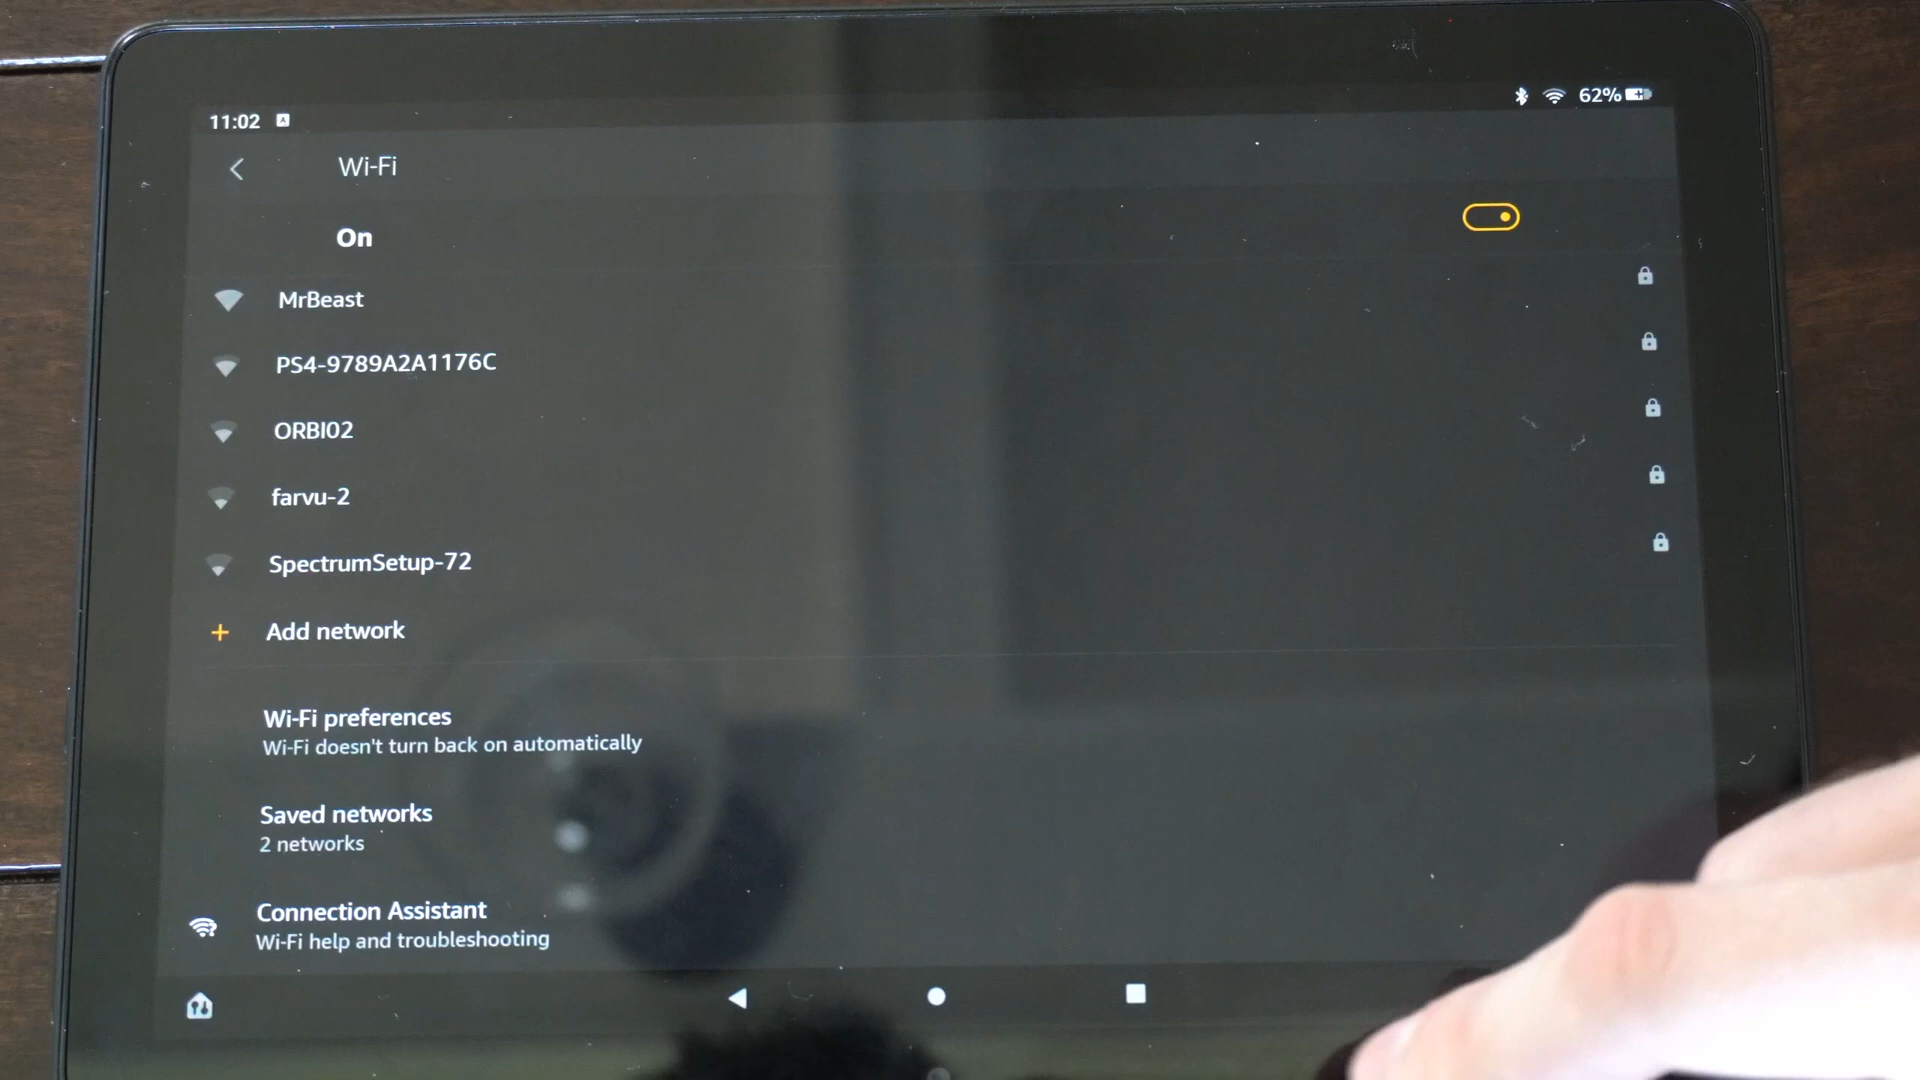 11:02 A 62%
Wi-Fi
On
MrBeast
PS4-9789A2A1176C
ORBI02
farvu-2
SpectrumSetup-72
+ Add network
Wi-Fi preferences
Wi-Fi doesn't turn back on automatically
Saved networks
2 networks
Connection Assistant
Wi-Fi help and troubleshooting